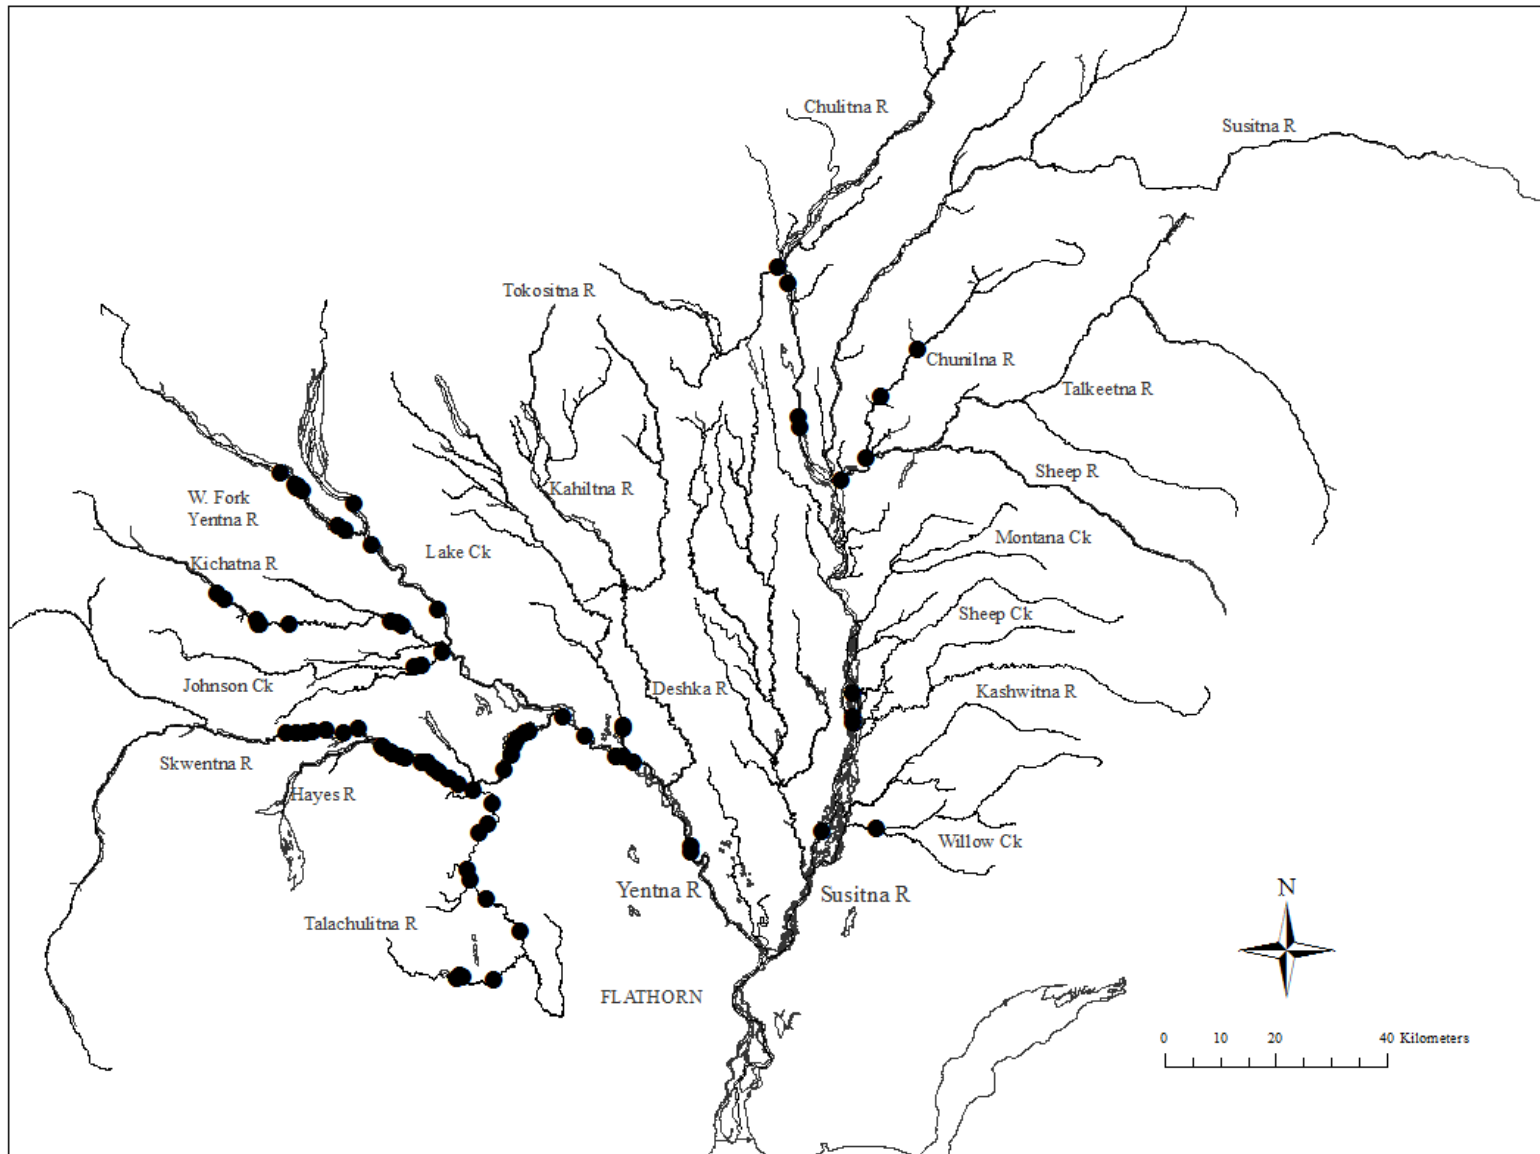 Chulitna R
Susitna R
Tokositna R
Chunilna R
Talkeetna R
Sheep R
Kahiltna R
W. Fork
Yentna R
Lake Ck
Montana Ck
Kichatna R
Sheep Ck
Johnson Ck
Deshka R
Kashwitna R
Skwentna R
Hayes R
Willow Ck
Yentna R
Susitna R
N
Talachulitna R
FLATHORN
0 10 20 40 Kilometers